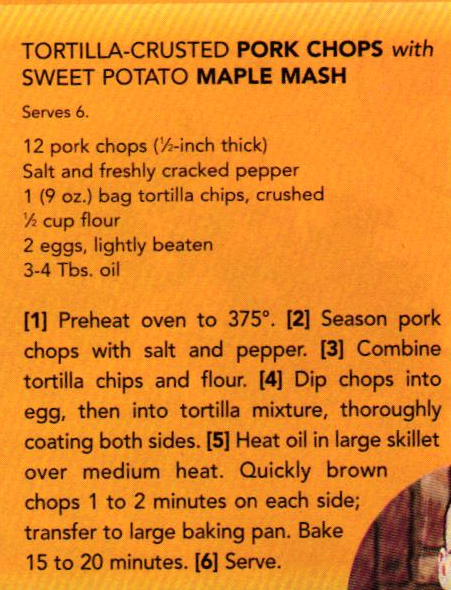 TORTILLA-CRUSTED PORK CHOPS with
SWEET POTATO MAPLE MASH
Serves 6.
12 pork chops (½-inch thick)
Salt and freshly cracked pepper
1 (9 oz.) bag tortilla chips, crushed
½ cup flour
2 eggs, lightly beaten
3-4 Tbs. oil
[1] Preheat oven to 375°. [2] Season pork
chops with salt and pepper. [3] Combine
tortilla chips and flour. [4] Dip chops into
egg, then into tortilla mixture, thoroughly
coating both sides. [5] Heat oil in large skillet
over medium heat. Quickly brown
chops 1 to 2 minutes on each side;
transfer to large baking pan. Bake
15 to 20 minutes. [6] Serve.